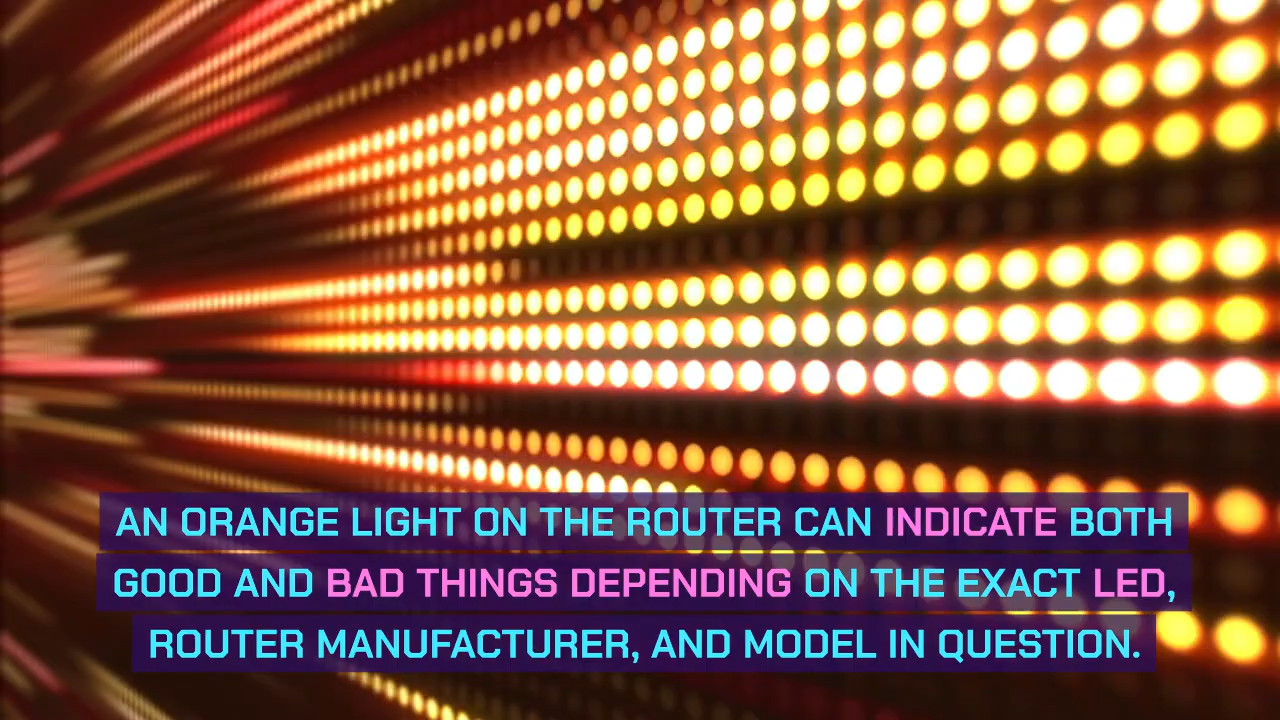 AN ORANGE LIGHT ON THE ROUTER CAN INDICATE BOTH
GOOD AND BAD THINGS DEPENDING ON THE EXACT LED,
ROUTER MANUFACTURER, AND MODEL IN QUESTION.